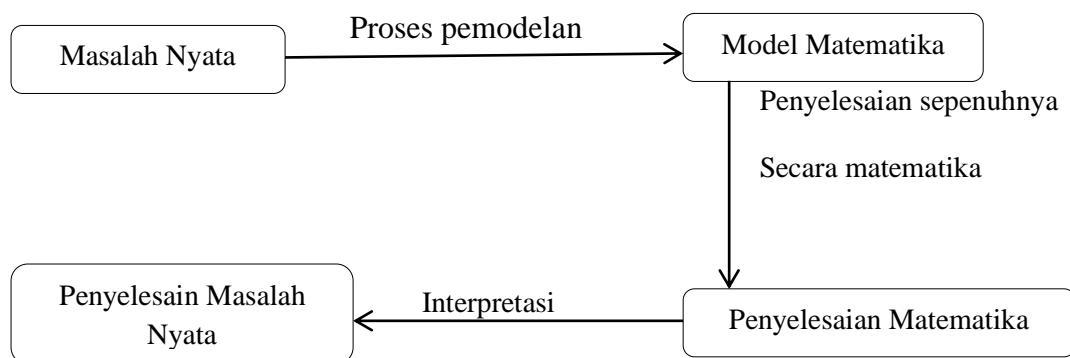 Masalah Nyata
Proses pemodelan
Model Matematika
Penyelesaian sepenuhnya
Secara matematika
Penyelesain Masalah
Nyata
Interpretasi
Penyelesaian Matematika